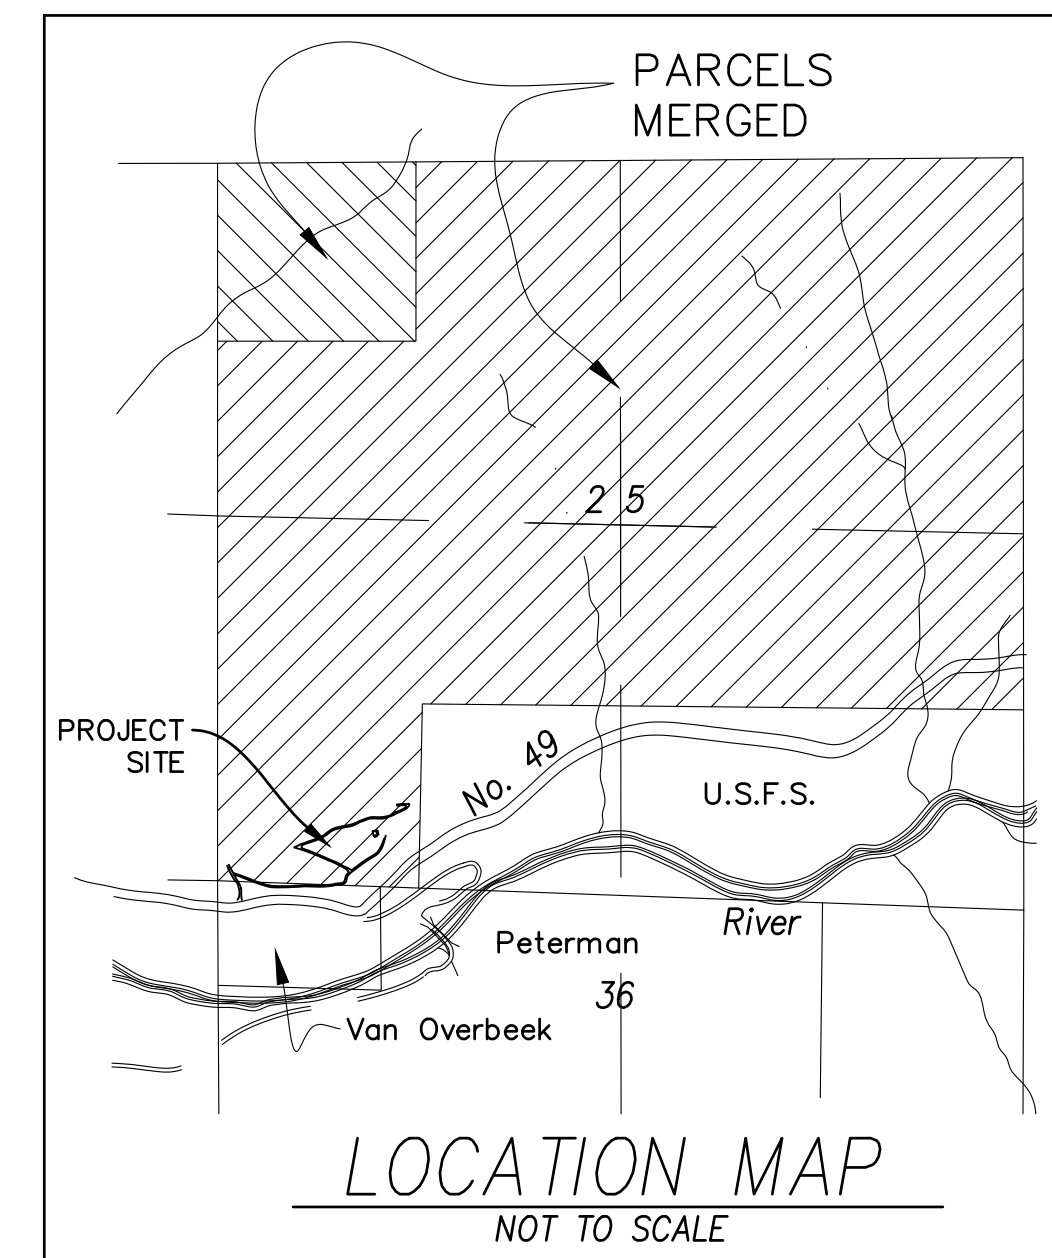 PARCELS
MERGED
2 5
PROJECT
SITE
No. 49
U.S.F.S.
River
Peterman
36
Van Overbeek
LOCATION MAP
NOT TO SCALE